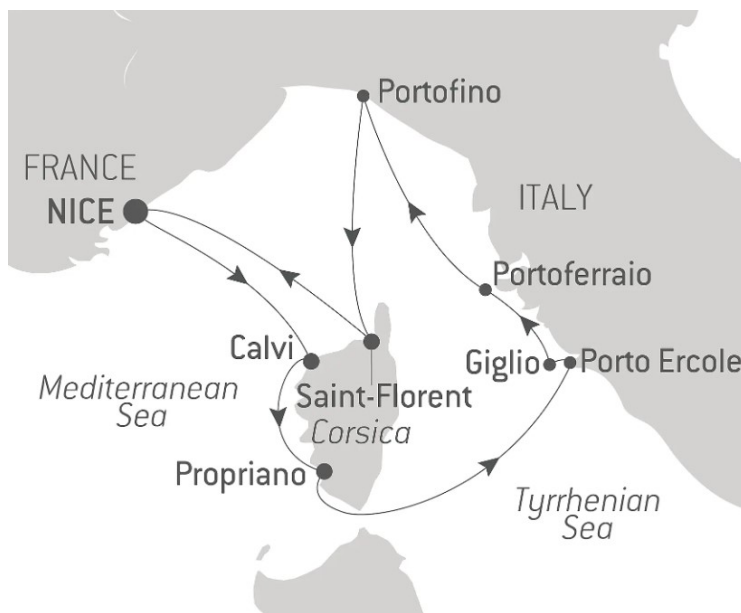 Portofino
FRANCE
NICE
ITALY
Portoferraio
Calvi
Giglio
Porto Ercole
Mediterranean
Sea
Saint-Florent
Corsica
Propriano
Tyrrhenian
Sea